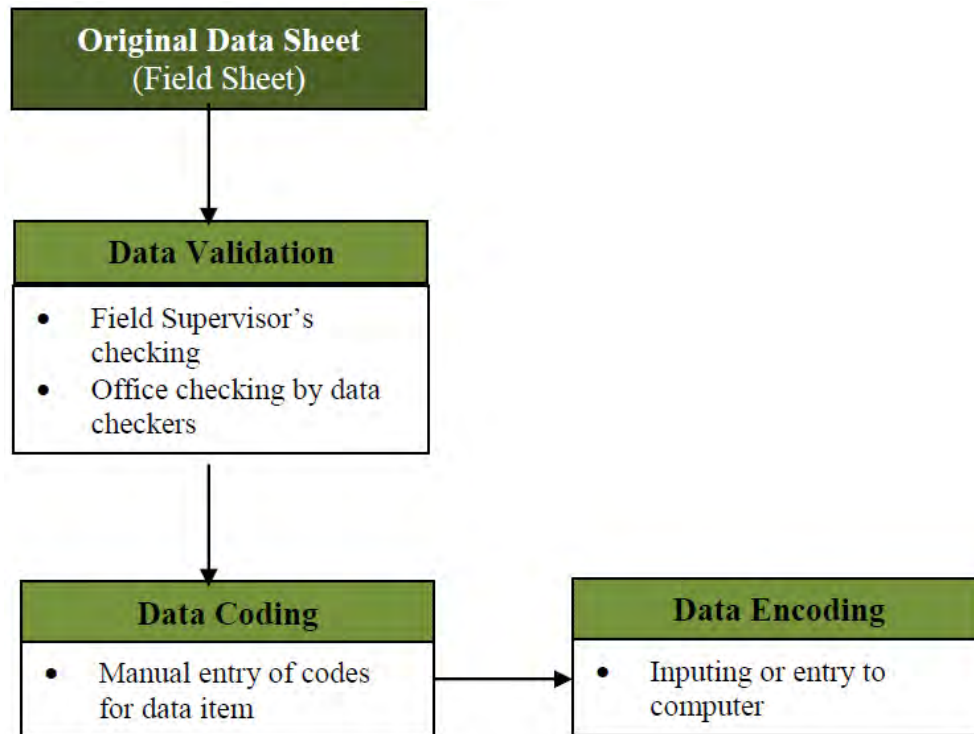 Original Data Sheet
(Field Sheet)
Data Validation
• Field Supervisor’s
checking
• Office checking by data
checkers
Data Coding
• Manual entry of codes
for data item
Data Encoding
• Inputing or entry to
computer